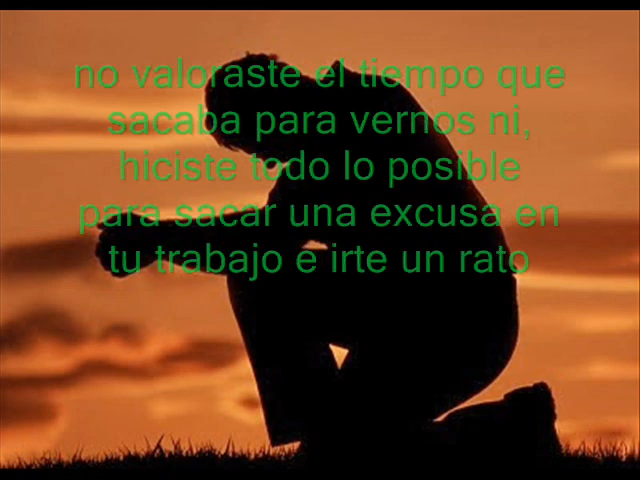 no valoraste el tiempo que
sacaba para vernos ni,
hiciste todo lo posible
para sacar una excusa en
tu trabajo e irte un rato